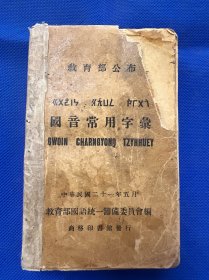 教育部公布
國音常用字彙
GWOIN CHARNGYONQ TZYHHUEY
中華民國二十一年五月
教育部國語統一籌備委員會編
商務印書館發行